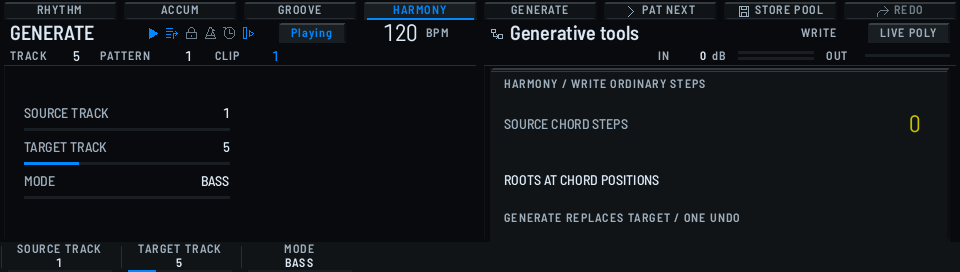 RHYTHM ACCUM GROOVE HARMONY GENERATE PAT NEXT STORE POOL REDO
GENERATE Playing 120 BPM Generative tools WRITE LIVE POLY
TRACK 5 PATTERN 1 CLIP 1 IN 0 dB OUT
HARMONY / WRITE ORDINARY STEPS
SOURCE TRACK 1
SOURCE CHORD STEPS 0
TARGET TRACK 5
MODE BASS
ROOTS AT CHORD POSITIONS
GENERATE REPLACES TARGET / ONE UNDO
SOURCE TRACK TARGET TRACK MODE
1 5 BASS